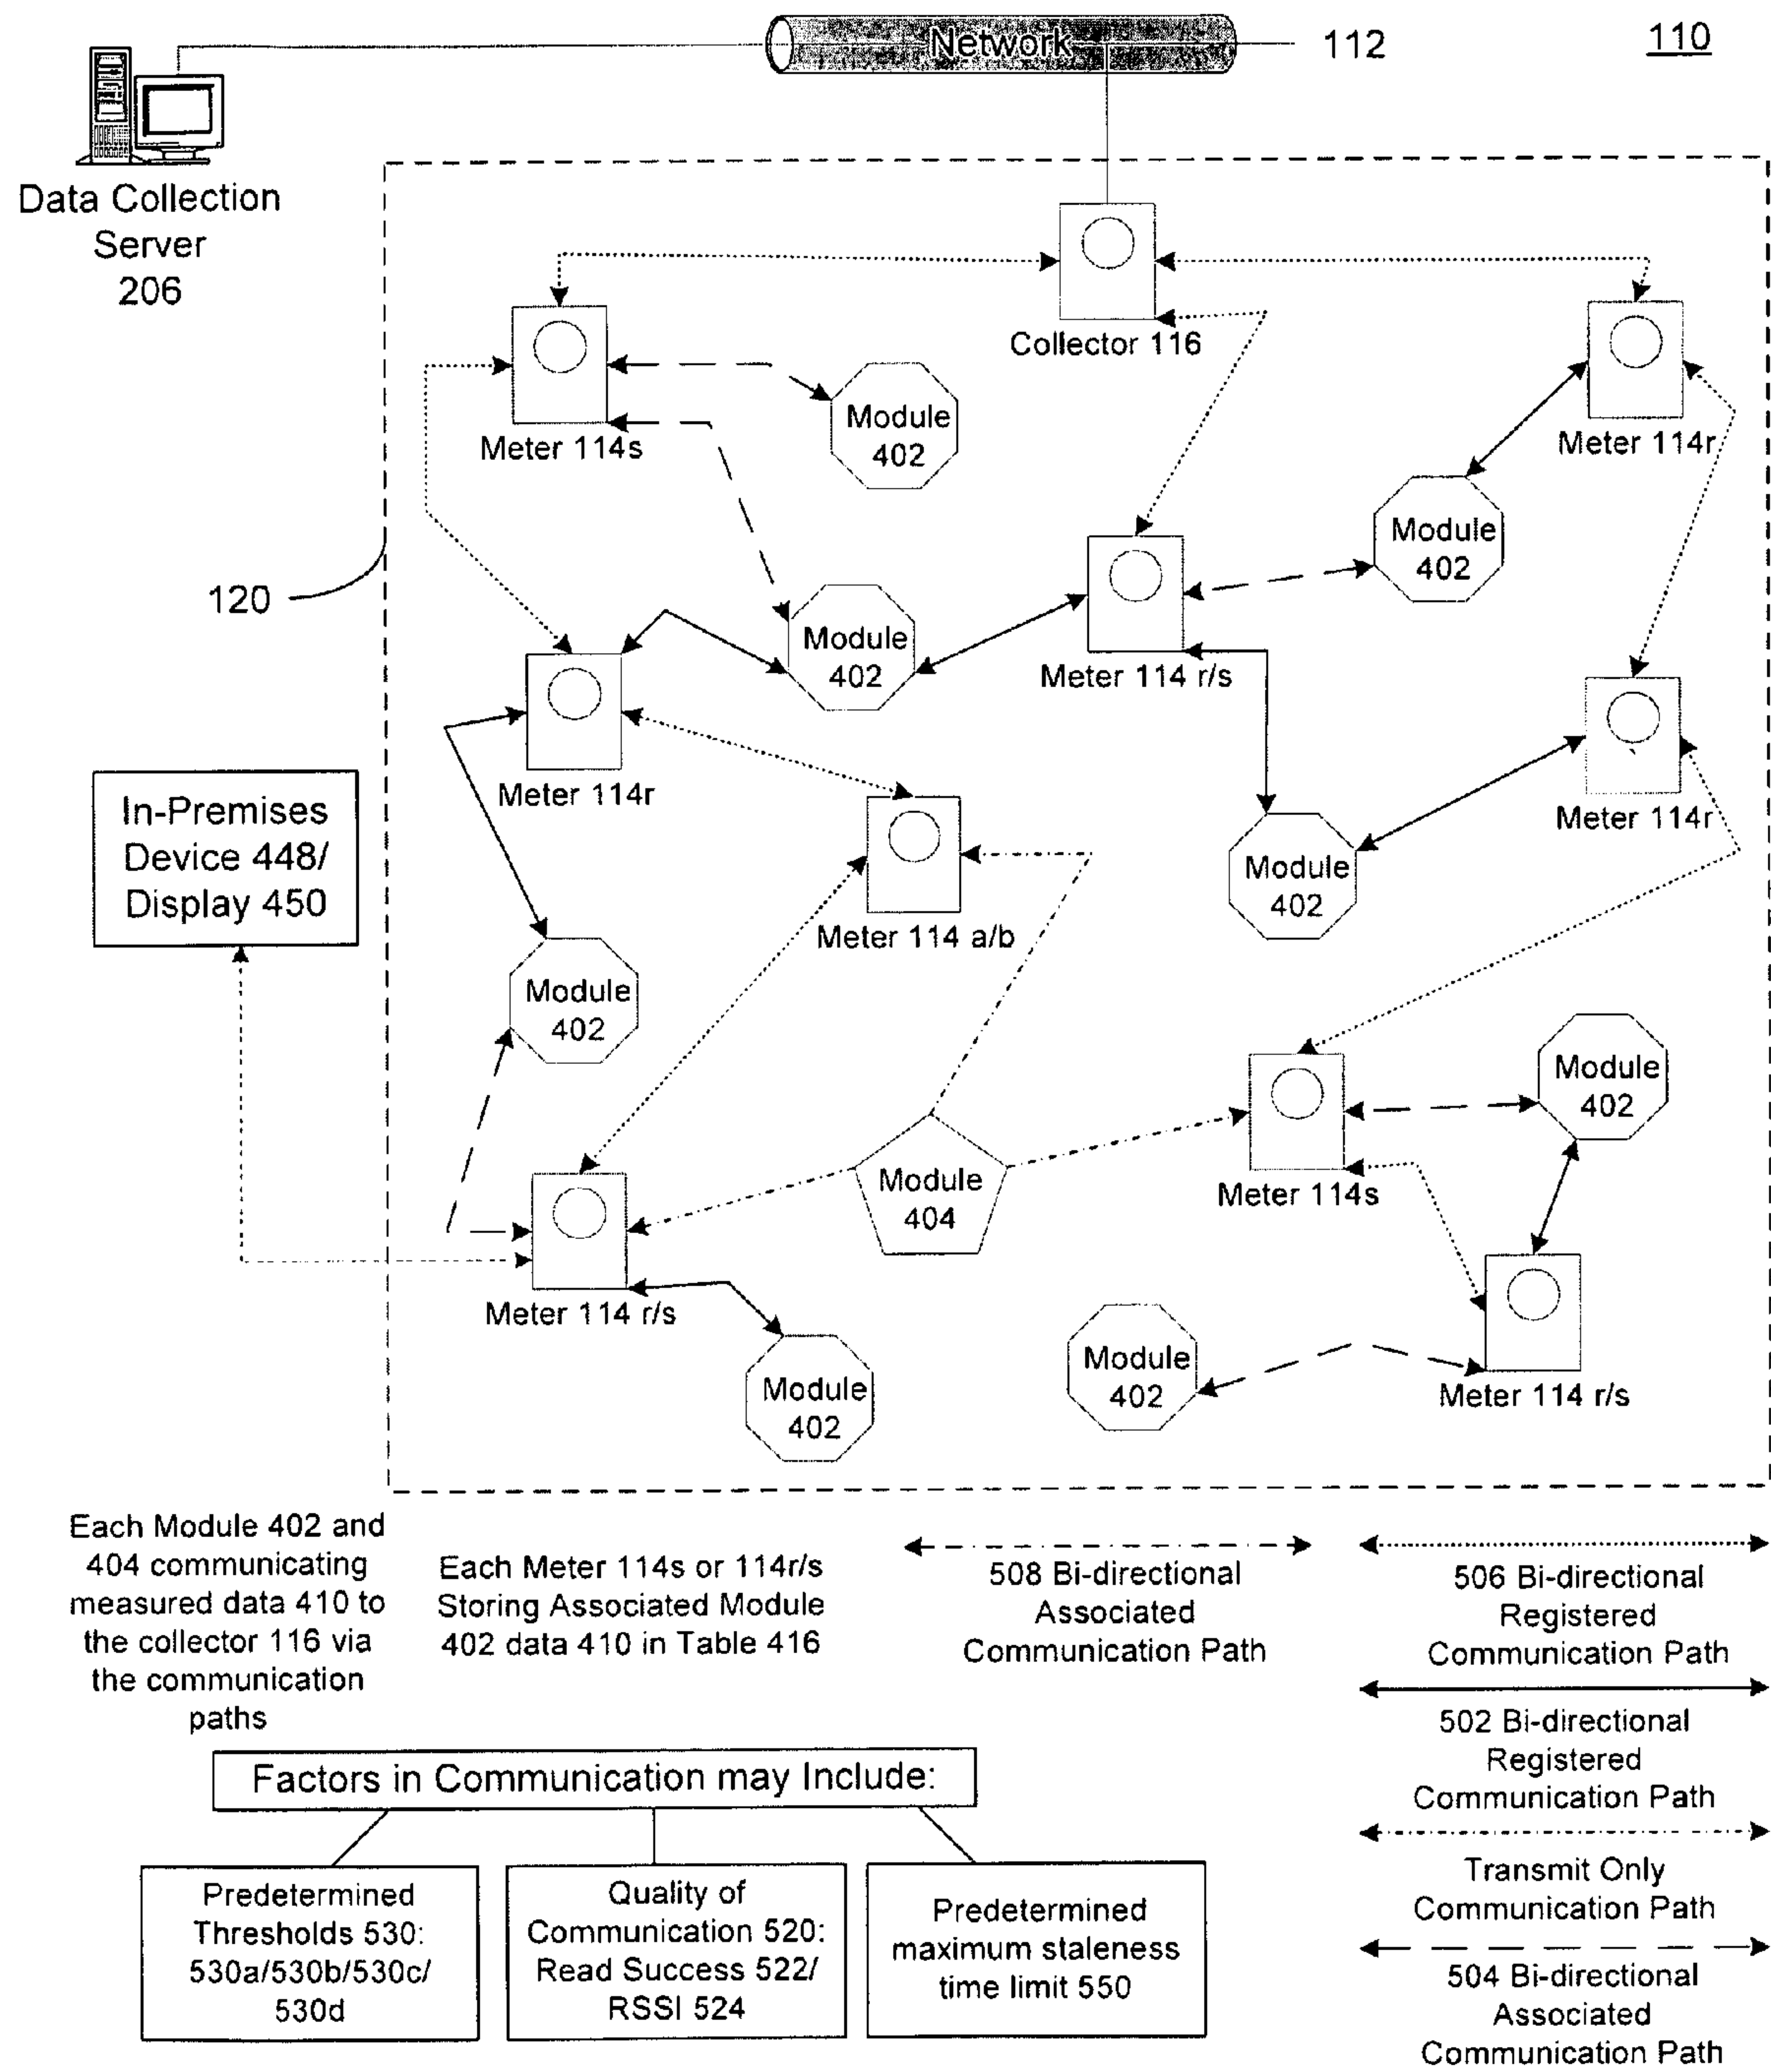 Network
112
110
Data Collection
Server
206
Collector 116
Meter 114s
Module
402
Meter 114r
Module
402
120
Module
402
Meter 114 r/s
Meter 114r
Meter 114r
In-Premises
Device 448/
Display 450
Module
402
Meter 114 a/b
Module
402
Module
402
Module
404
Meter 114s
Meter 114 r/s
Module
402
Module
402
Meter 114 r/s
Each Module 402 and
404 communicating
measured data 410 to
the collector 116 via
the communication
paths
Each Meter 114s or 114r/s
Storing Associated Module
402 data 410 in Table 416
508 Bi-directional
Associated
Communication Path
506 Bi-directional
Registered
Communication Path
502 Bi-directional
Registered
Communication Path
Transmit Only
Communication Path
504 Bi-directional
Associated
Communication Path
Factors in Communication may Include:
Predetermined
Thresholds 530:
530a/530b/530c/
530d
Quality of
Communication 520:
Read Success 522/
RSSI 524
Predetermined
maximum staleness
time limit 550